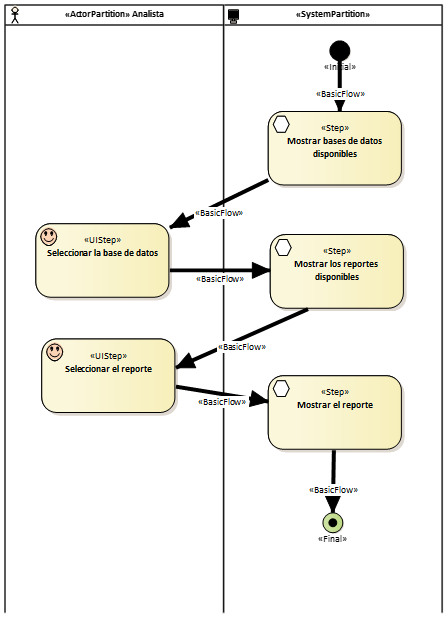 «ActorPartition» Analista
«SystemPartition»
«Initial»
«BasicFlow»
«Step»
Mostrar bases de datos
disponibles
«BasicFlow»
«UIStep»
Seleccionar la base de datos
«BasicFlow»
«Step»
Mostrar los reportes
disponibles
«BasicFlow»
«UIStep»
Seleccionar el reporte
«BasicFlow»
«Step»
Mostrar el reporte
«BasicFlow»
«Final»